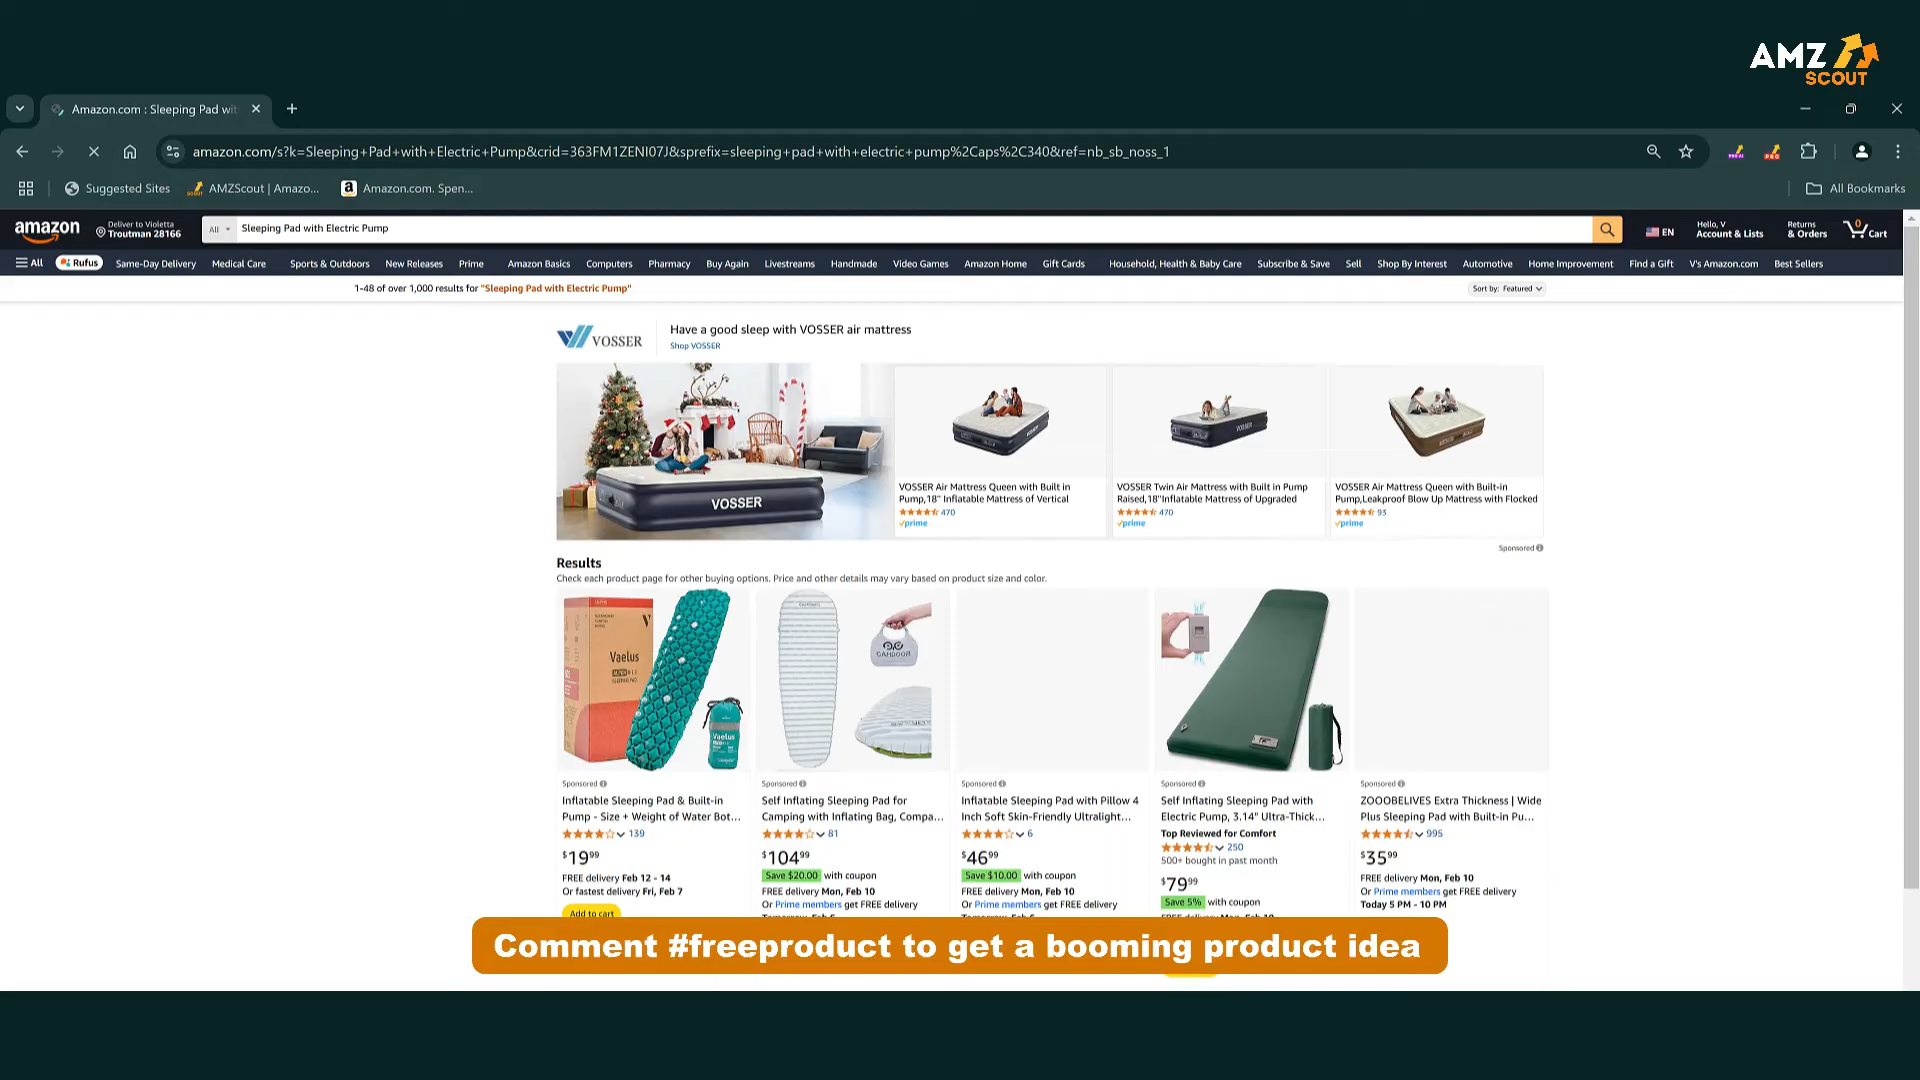 AMZ
SCOUT
Amazon.com : Sleeping Pad wit
amazon.com/s?k=Sleeping+Pad+with+Electric+Pump&crid=363FM1ZENI07J&sprefix=sleeping+pad+with+electric+pump%2Caps%2C340&ref=nb_sb_noss_1
Suggested Sites
AMZScout | Amazo...
Amazon.com. Spen...
All Bookmarks
amazon
Deliver to Violetta
Troutman 28166
All
Sleeping Pad with Electric Pump
EN
Hello, V
Account & Lists
Returns
& Orders
0
Cart
All
Rufus
Same-Day Delivery
Medical Care
Sports & Outdoors
New Releases
Prime
Amazon Basics
Computers
Pharmacy
Buy Again
Livestreams
Handmade
Video Games
Amazon Home
Gift Cards
Household, Health & Baby Care
Subscribe & Save
Sell
Shop By Interest
Automotive
Home Improvement
Find a Gift
V's Amazon.com
Best Sellers
1-48 of over 1,000 results for "Sleeping Pad with Electric Pump"
Sort by: Featured
VOSSER
Have a good sleep with VOSSER air mattress
Shop VOSSER
VOSSER
VOSSER Air Mattress Queen with Built in
Pump,18" Inflatable Mattress of Vertical
470
prime
VOSSER Twin Air Mattress with Built in Pump
Raised,18"Inflatable Mattress of Upgraded
470
prime
VOSSER Air Mattress Queen with Built-in
Pump,Leakproof Blow Up Mattress with Flocked
93
prime
Sponsored
Results
Check each product page for other buying options. Price and other details may vary based on product size and color.
Vaelus
Vaelus
Sponsored
Inflatable Sleeping Pad & Built-in
Pump - Size + Weight of Water Bot...
139
$19.99
FREE delivery Feb 12 - 14
Or fastest delivery Fri, Feb 7
Add to cart
Sponsored
Self Inflating Sleeping Pad for
Camping with Inflating Bag, Compa...
81
$104.99
Save $20.00 with coupon
FREE delivery Mon, Feb 10
Or Prime members get FREE delivery
Sponsored
Inflatable Sleeping Pad with Pillow 4
Inch Soft Skin-Friendly Ultralight...
6
$46.99
Save $10.00 with coupon
FREE delivery Mon, Feb 10
Or Prime members get FREE delivery
Sponsored
Self Inflating Sleeping Pad with
Electric Pump, 3.14" Ultra-Thick...
Top Reviewed for Comfort
250
500+ bought in past month
$79.99
Save 5% with coupon
Sponsored
ZOOOBELIVES Extra Thickness | Wide
Plus Sleeping Pad with Built-in Pu...
995
$35.99
FREE delivery Mon, Feb 10
Or Prime members get FREE delivery
Today 5 PM - 10 PM
Comment #freeproduct to get a booming product idea